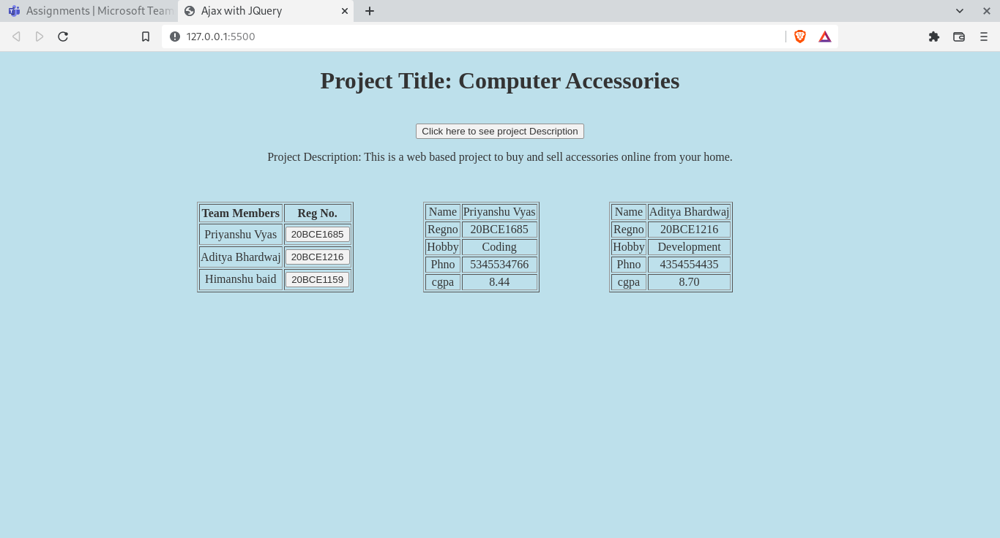 Assignments | Microsoft Team
Ajax with JQuery
127.0.0.1:5500
Project Title: Computer Accessories
Click here to see project Description
Project Description: This is a web based project to buy and sell accessories online from your home.
Team Members Reg No.
Priyanshu Vyas 20BCE1685
Aditya Bhardwaj 20BCE1216
Himanshu baid 20BCE1159
Name Priyanshu Vyas
Regno 20BCE1685
Hobby Coding
Phno 5345534766
cgpa 8.44
Name Aditya Bhardwaj
Regno 20BCE1216
Hobby Development
Phno 4354554435
cgpa 8.70